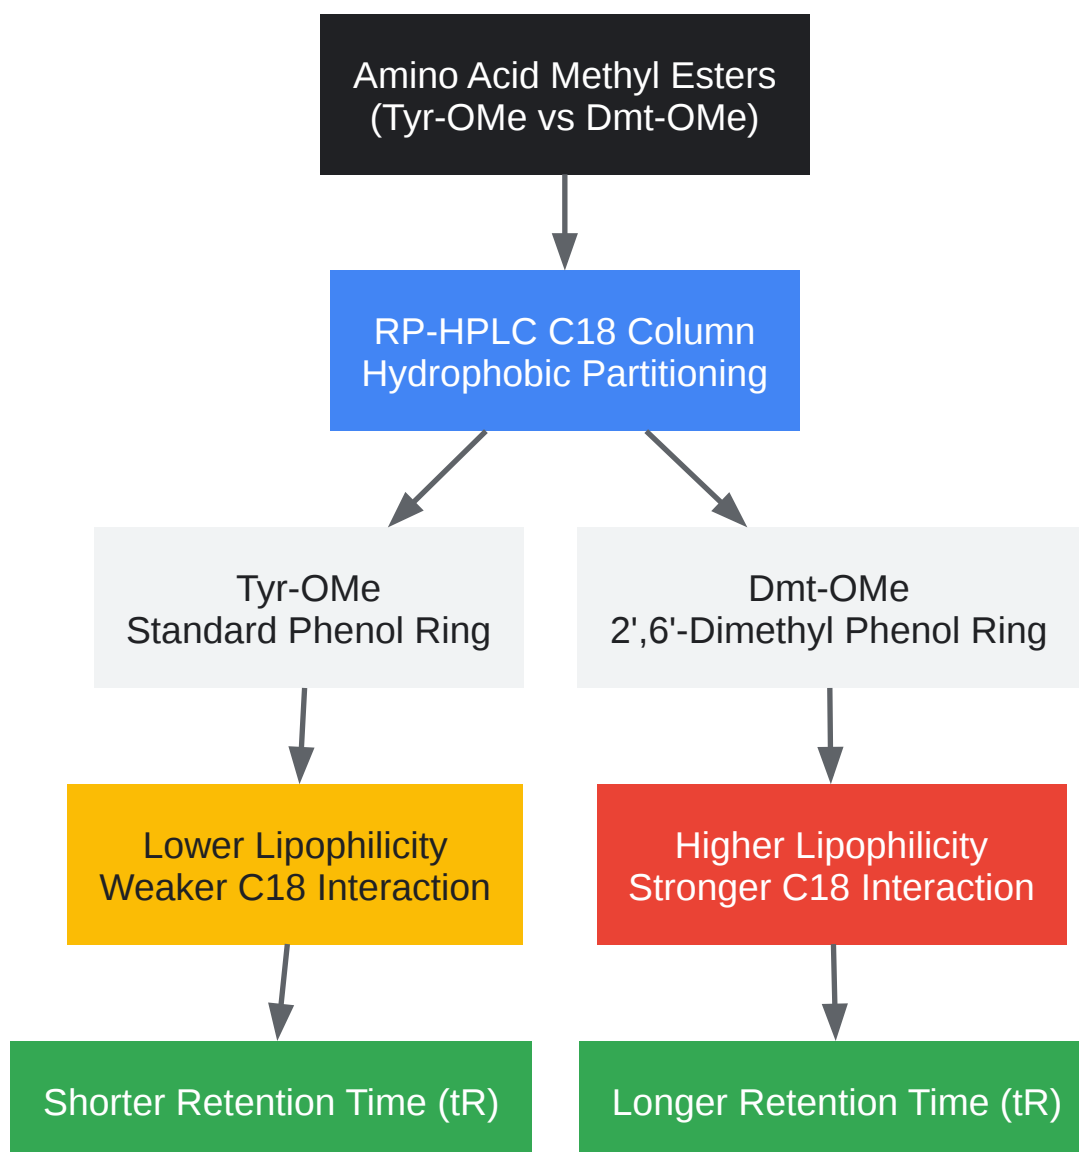 Amino Acid Methyl Esters
(Tyr-OMe vs Dmt-OMe)
RP-HPLC C18 Column
Hydrophobic Partitioning
Tyr-OMe
Standard Phenol Ring
Dmt-OMe
2',6'-Dimethyl Phenol Ring
Lower Lipophilicity
Weaker C18 Interaction
Higher Lipophilicity
Stronger C18 Interaction
Shorter Retention Time (tR)
Longer Retention Time (tR)